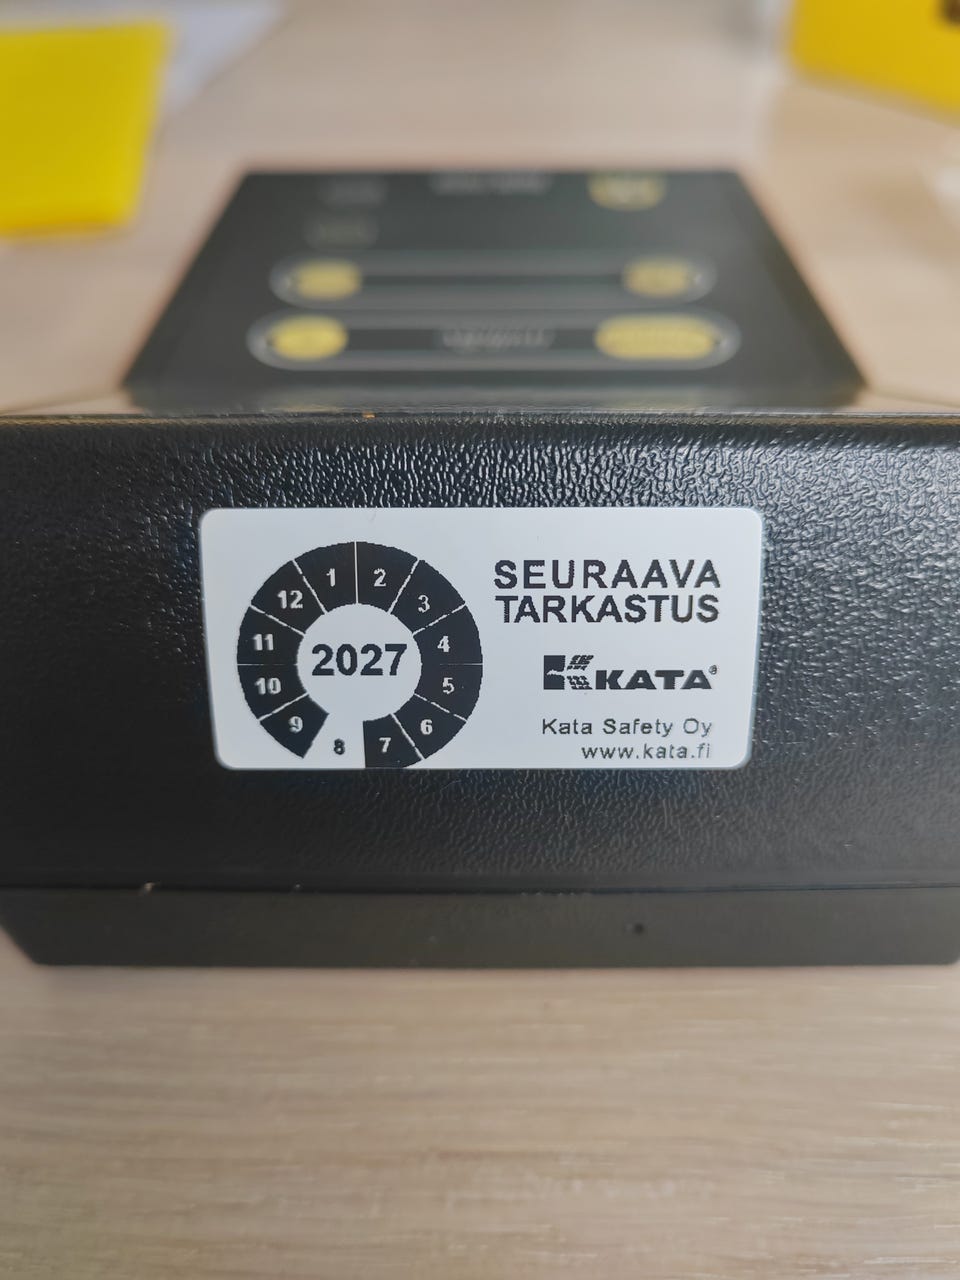 1
2
3
4
5
6
7
8
9
10
11
12
2027
SEURAAVA
TARKASTUS
KATA®
Kata Safety Oy
www.kata.fi